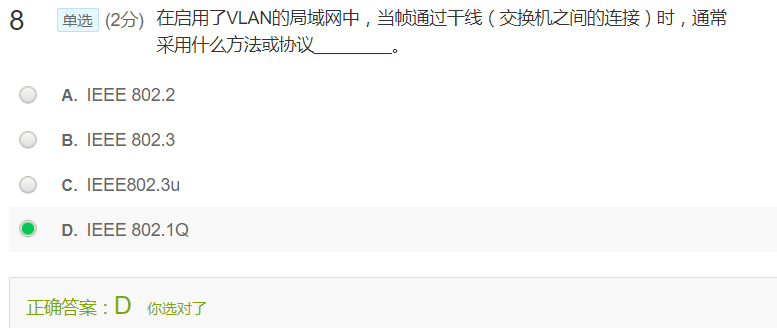 8 单选 (2分) 在启用了VLAN的局域网中，当帧通过干线（交换机之间的连接）时，通常
采用什么方法或协议_________。
A. IEEE 802.2
B. IEEE 802.3
C. IEEE802.3u
D. IEEE 802.1Q
正确答案：D 你选对了